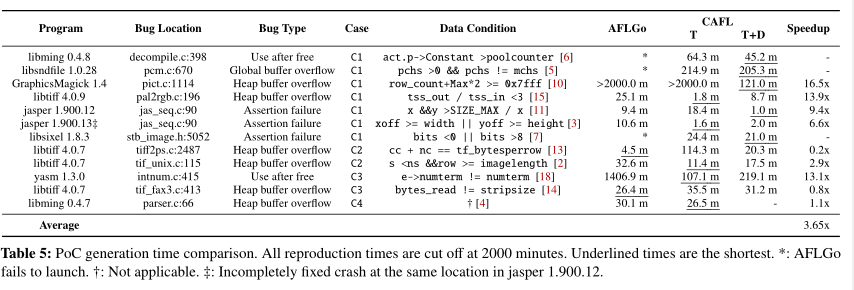 Program Bug Location Bug Type Case Data Condition AFLGo CAFL Speedup
T T+D
libming 0.4.8 decompile.c:398 Use after free C1 act.p->Constant >poolcounter [6] * 64.3 m 45.2 m -
libsndfile 1.0.28 pcm.c:670 Global buffer overflow C1 pchs >0 && pchs != mchs [5] * 214.9 m 205.3 m -
GraphicsMagick 1.4 pict.c:1114 Heap buffer overflow C1 row_count+Max*2 >= 0x7fff [10] >2000.0 m >2000.0 m 121.0 m 16.5x
libtiff 4.0.9 pal2rgb.c:196 Heap buffer overflow C1 tss_out / tss_in <3 [15] 25.1 m 1.8 m 8.7 m 13.9x
jasper 1.900.12 jas_seq.c:90 Assertion failure C1 x &&y >SIZE_MAX / x [11] 9.4 m 18.4 m 1.0 m 9.4x
jasper 1.900.13‡ jas_seq.c:90 Assertion failure C1 xoff >= width || yoff >= height [3] 10.6 m 1.6 m 2.0 m 6.6x
libsixel 1.8.3 stb_image.h:5052 Assertion failure C1 bits <0 || bits >8 [7] * 24.4 m 21.0 m -
libtiff 4.0.7 tiff2ps.c:2487 Heap buffer overflow C2 cc + nc == tf_bytesperrow [13] 4.5 m 114.3 m 20.3 m 0.2x
libtiff 4.0.7 tif_unix.c:115 Heap buffer overflow C2 s <ns &&row >= imagelength [2] 32.6 m 11.4 m 17.5 m 2.9x
yasm 1.3.0 intnum.c:415 Use after free C3 e->numterm != numterm [18] 1406.9 m 107.1 m 219.1 m 13.1x
libtiff 4.0.7 tif_fax3.c:413 Heap buffer overflow C3 bytes_read != stripsize [14] 26.4 m 35.5 m 31.2 m 0.8x
libming 0.4.7 parser.c:66 Heap buffer overflow C4 † [4] 30.1 m 26.5 m - 1.1x
Average 3.65x
Table 5: PoC generation time comparison. All reproduction times are cut off at 2000 minutes. Underlined times are the shortest. *: AFLGo
fails to launch. †: Not applicable. ‡: Incompletely fixed crash at the same location in jasper 1.900.12.